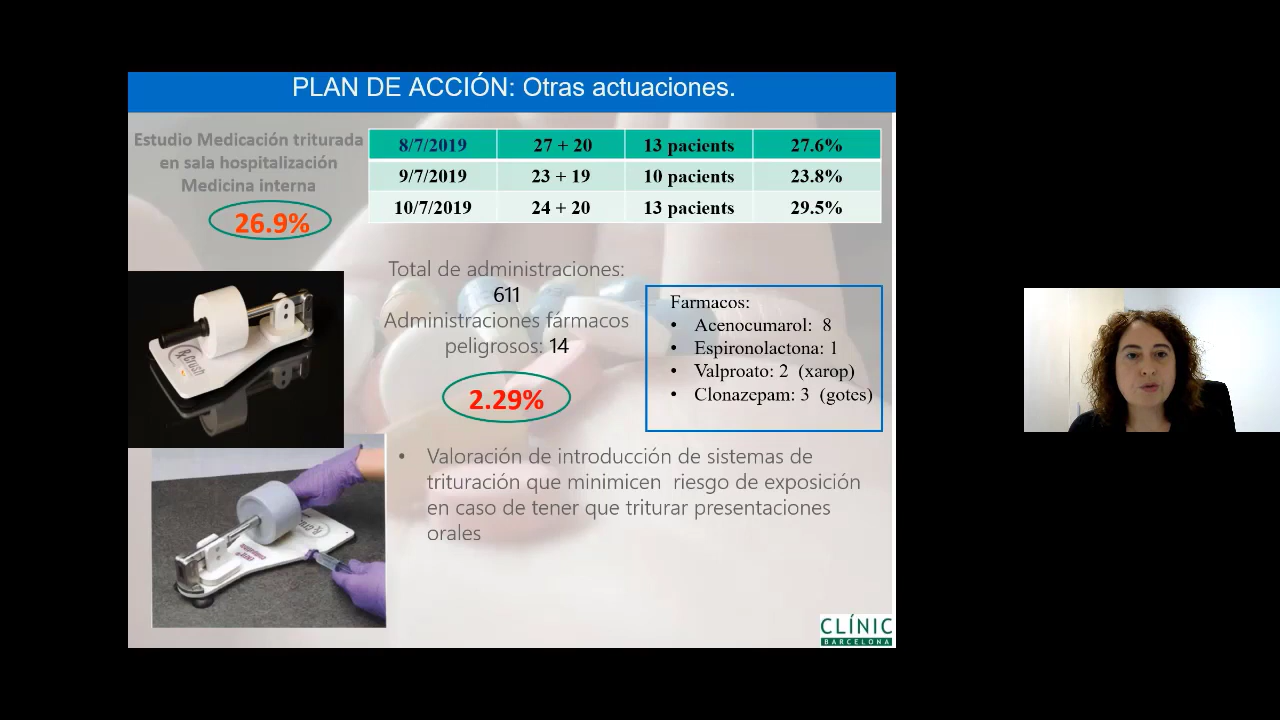 PLAN DE ACCIÓN: Otras actuaciones.
Estudio Medicación triturada
en sala hospitalización
Medicina interna
26.9%
8/7/2019 27 + 20 13 pacients 27.6%
9/7/2019 23 + 19 10 pacients 23.8%
10/7/2019 24 + 20 13 pacients 29.5%
Total de administraciones:
611
Administraciones fármacos
peligrosos: 14
2.29%
Farmacos:
• Acenocumarol: 8
• Espironolactona: 1
• Valproato: 2 (xarop)
• Clonazepam: 3 (gotes)
Rx Crush
• Valoración de introducción de sistemas de
trituración que minimicen riesgo de exposición
en caso de tener que triturar presentaciones
orales
CLÍNIC
BARCELONA